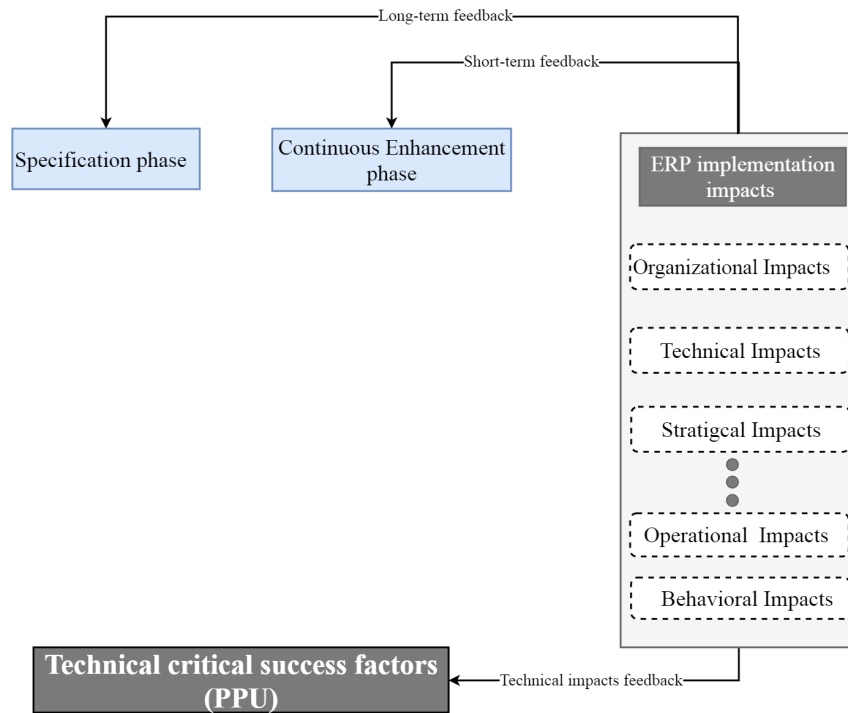 Long-term feedback
Short-term feedback
Specification phase
Continuous Enhancement
phase
ERP implementation
impacts
Organizational Impacts
Technical Impacts
Stratigcal Impacts
Operational Impacts
Behavioral Impacts
Technical critical success factors
(PPU)
Technical impacts feedback